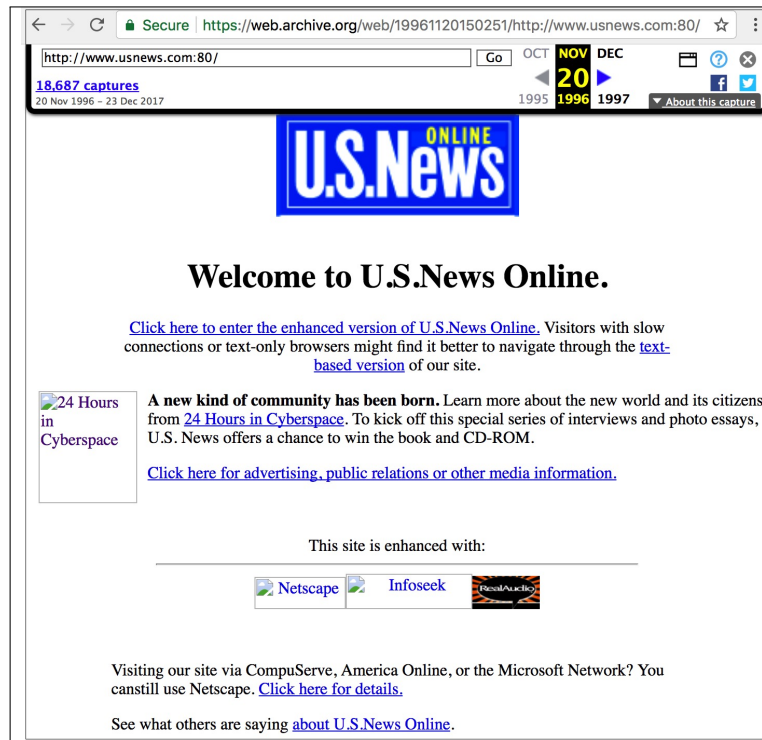 Secure https://web.archive.org/web/19961120150251/http://www.usnews.com:80/
http://www.usnews.com:80/ Go OCT NOV DEC
18,687 captures 20
20 Nov 1996 – 23 Dec 2017 1995 1996 1997 About this capture
ONLINE
U.S.News
Welcome to U.S.News Online.
Click here to enter the enhanced version of U.S.News Online. Visitors with slow
connections or text-only browsers might find it better to navigate through the text-
based version of our site.
24 Hours
in
Cyberspace
A new kind of community has been born. Learn more about the new world and its citizens
from 24 Hours in Cyberspace. To kick off this special series of interviews and photo essays,
U.S. News offers a chance to win the book and CD-ROM.
Click here for advertising, public relations or other media information.
This site is enhanced with:
Netscape Infoseek RealAudio
Visiting our site via CompuServe, America Online, or the Microsoft Network? You
canstill use Netscape. Click here for details.
See what others are saying about U.S.News Online.